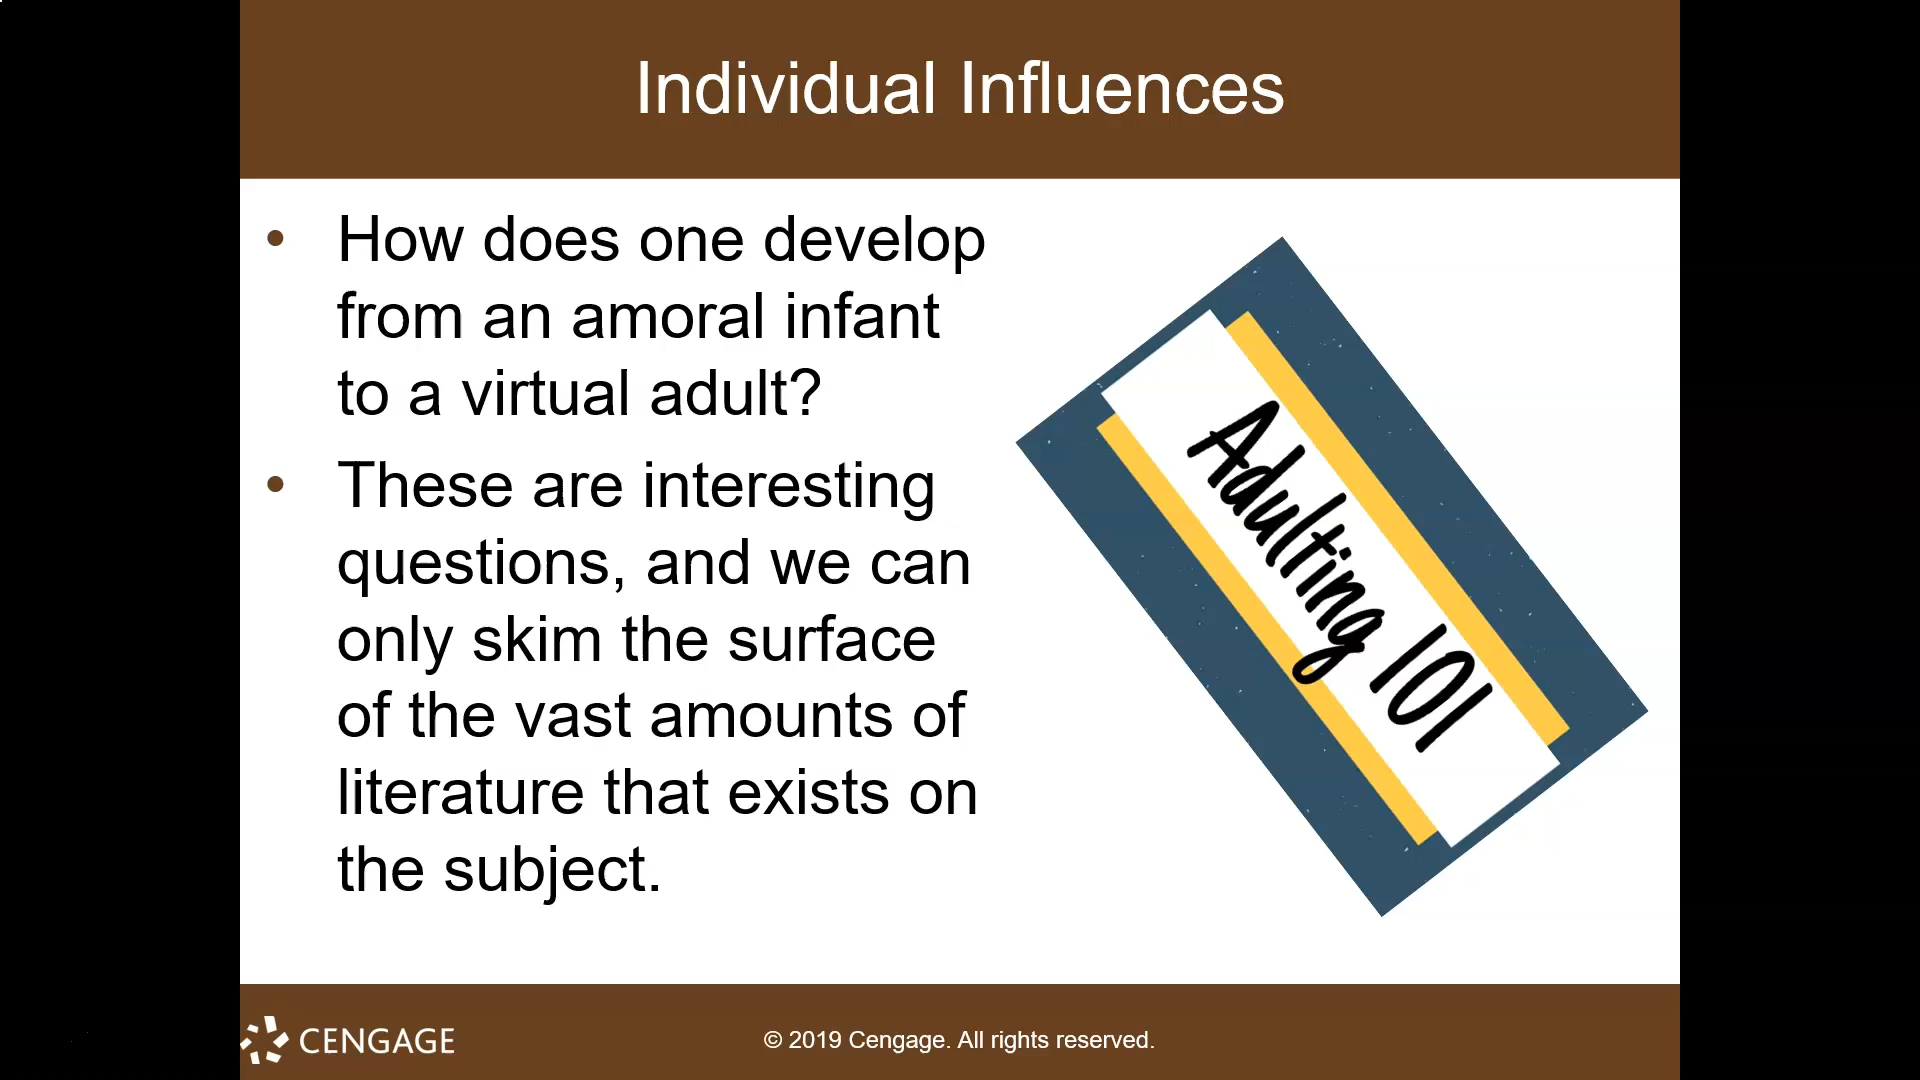 Individual Influences
• How does one develop
from an amoral infant
to a virtual adult?
• These are interesting
questions, and we can
only skim the surface
of the vast amounts of
literature that exists on
the subject.
Adulting 101
CENGAGE
© 2019 Cengage. All rights reserved.